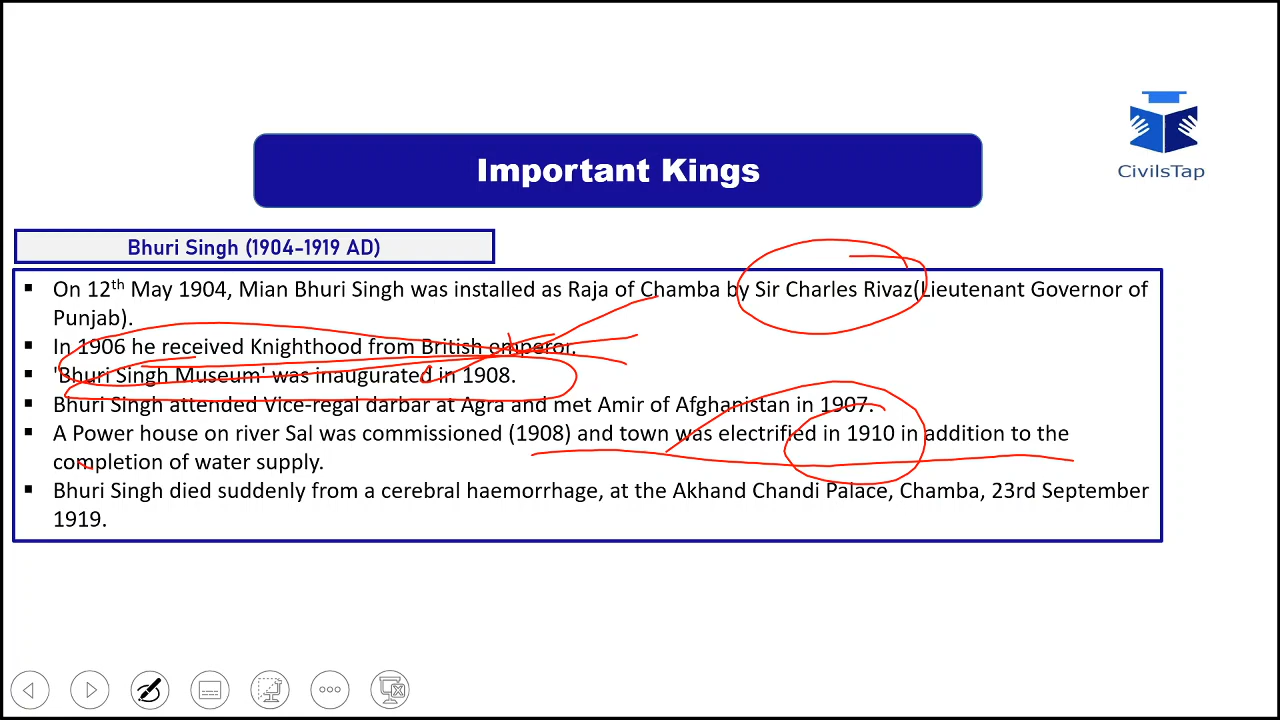 CivilsTap
Important Kings
Bhuri Singh (1904-1919 AD)
▪ On 12th May 1904, Mian Bhuri Singh was installed as Raja of Chamba by Sir Charles Rivaz(Lieutenant Governor of
Punjab).
▪ In 1906 he received Knighthood from British emperor.
▪ 'Bhuri Singh Museum' was inaugurated in 1908.
▪ Bhuri Singh attended Vice-regal darbar at Agra and met Amir of Afghanistan in 1907.
▪ A Power house on river Sal was commissioned (1908) and town was electrified in 1910 in addition to the
completion of water supply.
▪ Bhuri Singh died suddenly from a cerebral haemorrhage, at the Akhand Chandi Palace, Chamba, 23rd September
1919.